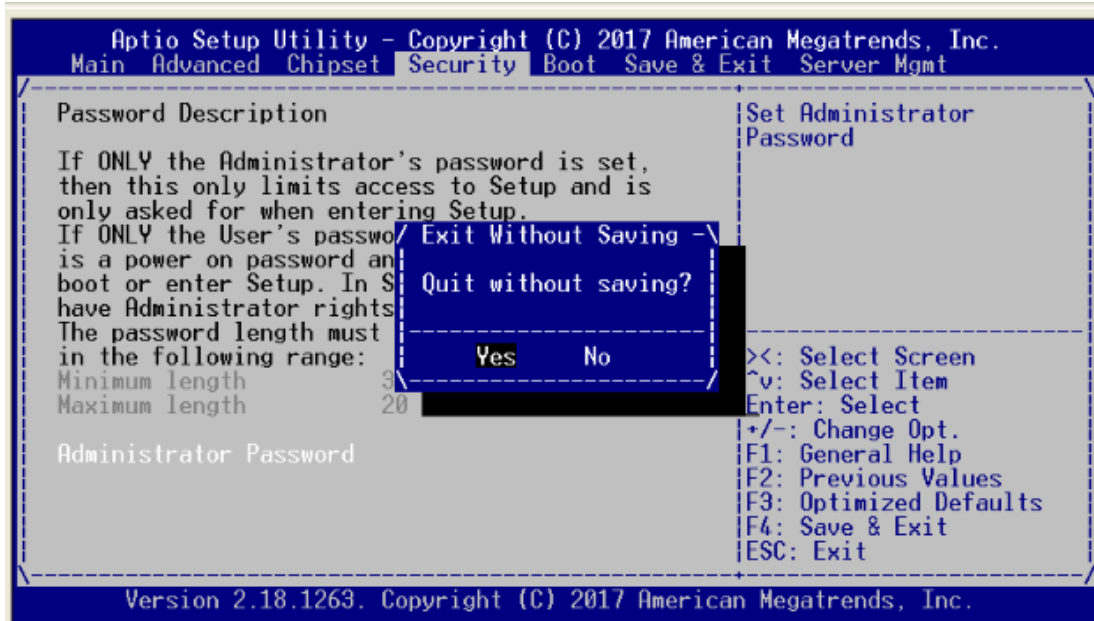 Aptio Setup Utility – Copyright (C) 2017 American Megatrends, Inc.
Main Advanced Chipset Security Boot Save & Exit Server Mgmt
Password Description
If ONLY the Administrator's password is set,
then this only limits access to Setup and is
only asked for when entering Setup.
If ONLY the User's passwo
is a power on password an
boot or enter Setup. In S
have Administrator rights
The password length must
in the following range:
Minimum length 3
Maximum length 20
Administrator Password
Exit Without Saving
Quit without saving?
Yes No
Set Administrator
Password
><: Select Screen
^v: Select Item
Enter: Select
+/-: Change Opt.
F1: General Help
F2: Previous Values
F3: Optimized Defaults
F4: Save & Exit
ESC: Exit
Version 2.18.1263. Copyright (C) 2017 American Megatrends, Inc.